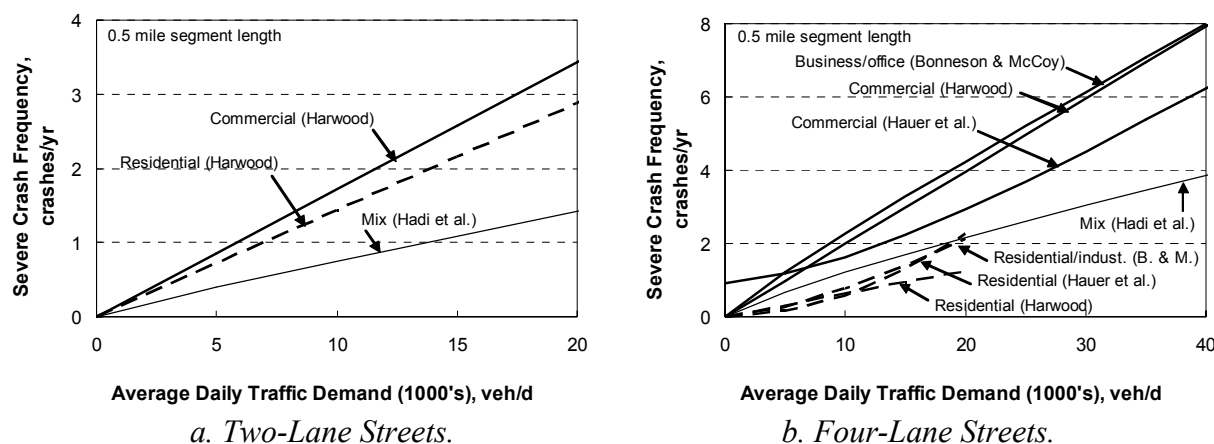 Severe Crash Frequency,
crashes/yr
4
3
2
1
0
0.5 mile segment length
Commercial (Harwood)
Residential (Harwood)
Mix (Hadi et al.)
0 5 10 15 20
Average Daily Traffic Demand (1000's), veh/d
a. Two-Lane Streets.
Severe Crash Frequency,
crashes/yr
8
6
4
2
0
0.5 mile segment length
Business/office (Bonneson & McCoy)
Commercial (Harwood)
Commercial (Hauer et al.)
Mix (Hadi et al.)
Residential/indust. (B. & M.)
Residential (Hauer et al.)
Residential (Harwood)
0 10 20 30 40
Average Daily Traffic Demand (1000's), veh/d
b. Four-Lane Streets.